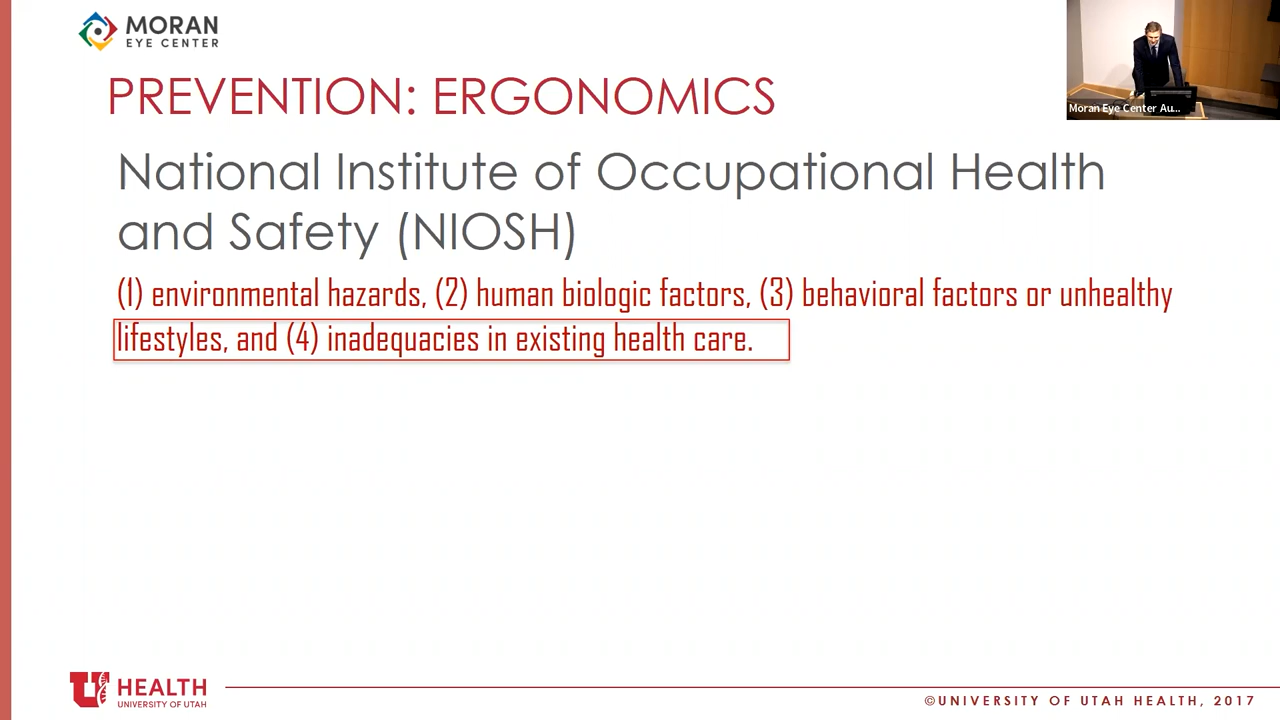 MORAN
EYE CENTER
Moran Eye Center Au...
PREVENTION: ERGONOMICS
National Institute of Occupational Health
and Safety (NIOSH)
(1) environmental hazards, (2) human biologic factors, (3) behavioral factors or unhealthy
lifestyles, and (4) inadequacies in existing health care.
U
HEALTH
UNIVERSITY OF UTAH
©UNIVERSITY OF UTAH HEALTH, 2017